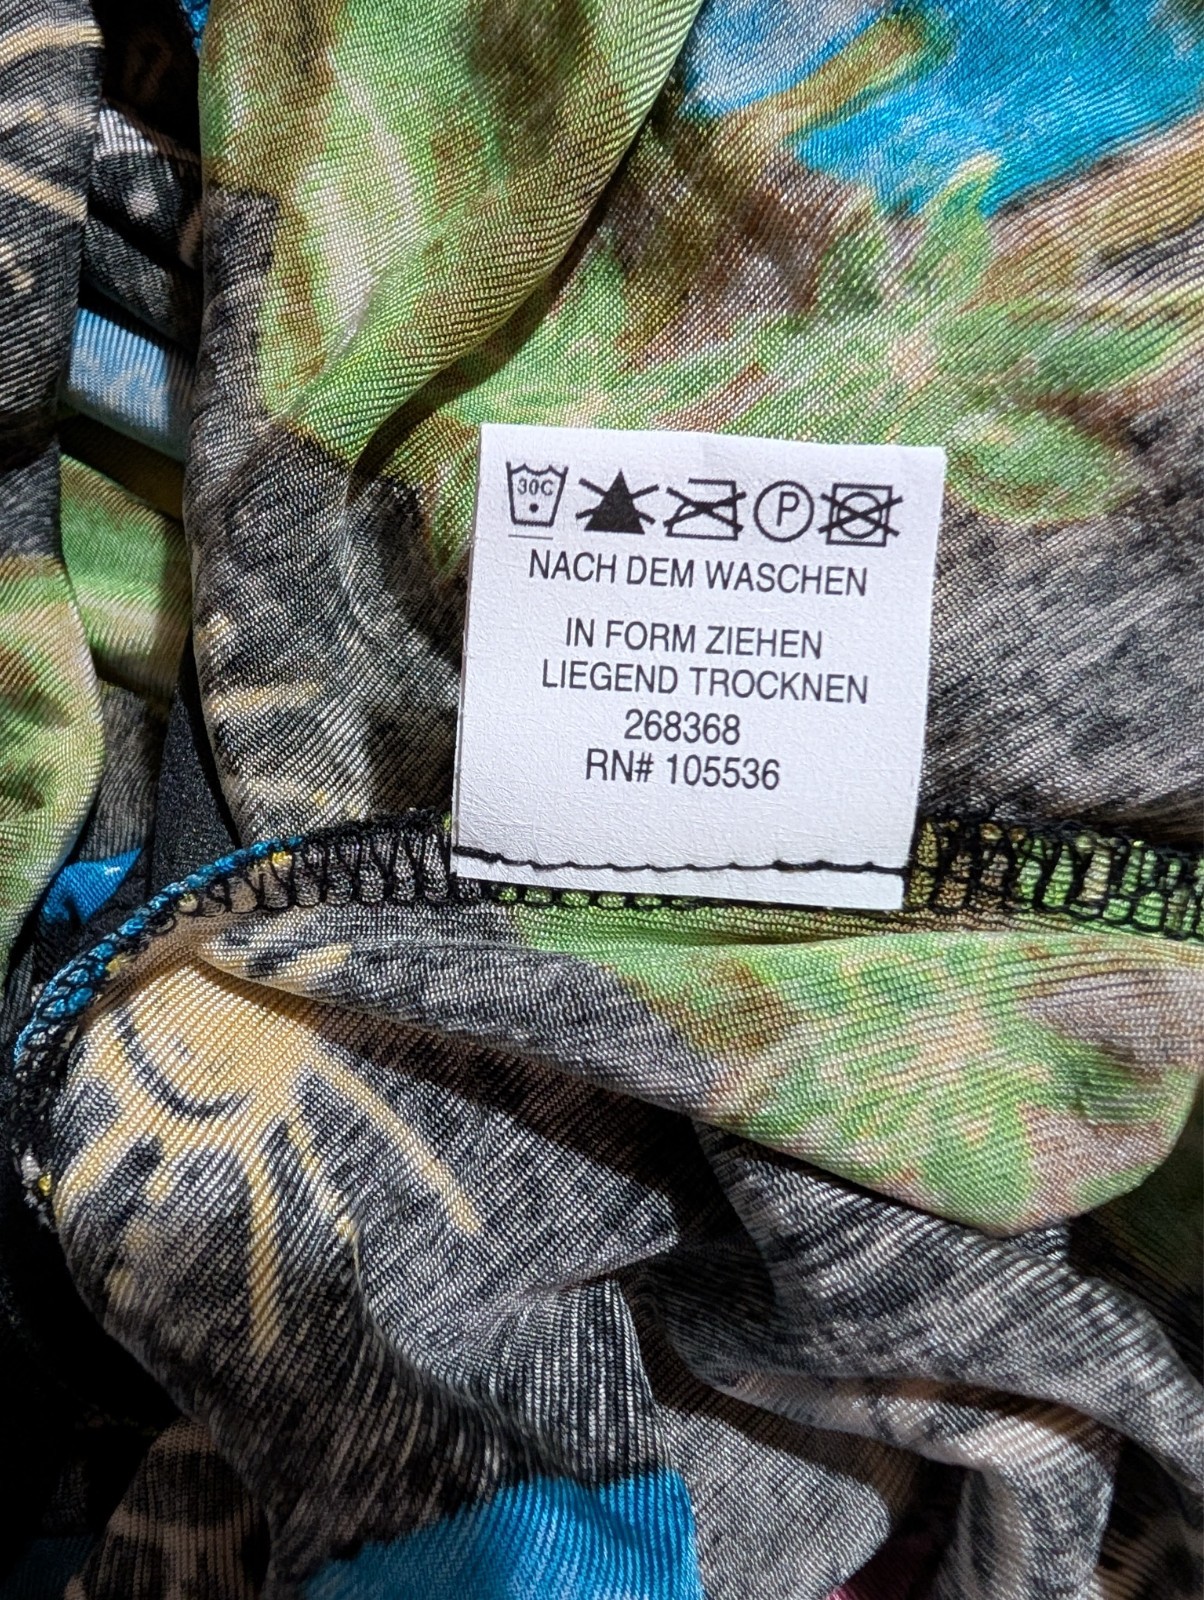 30C
P
NACH DEM WASCHEN
IN FORM ZIEHEN
LIEGEND TROCKNEN
268368
RN# 105536